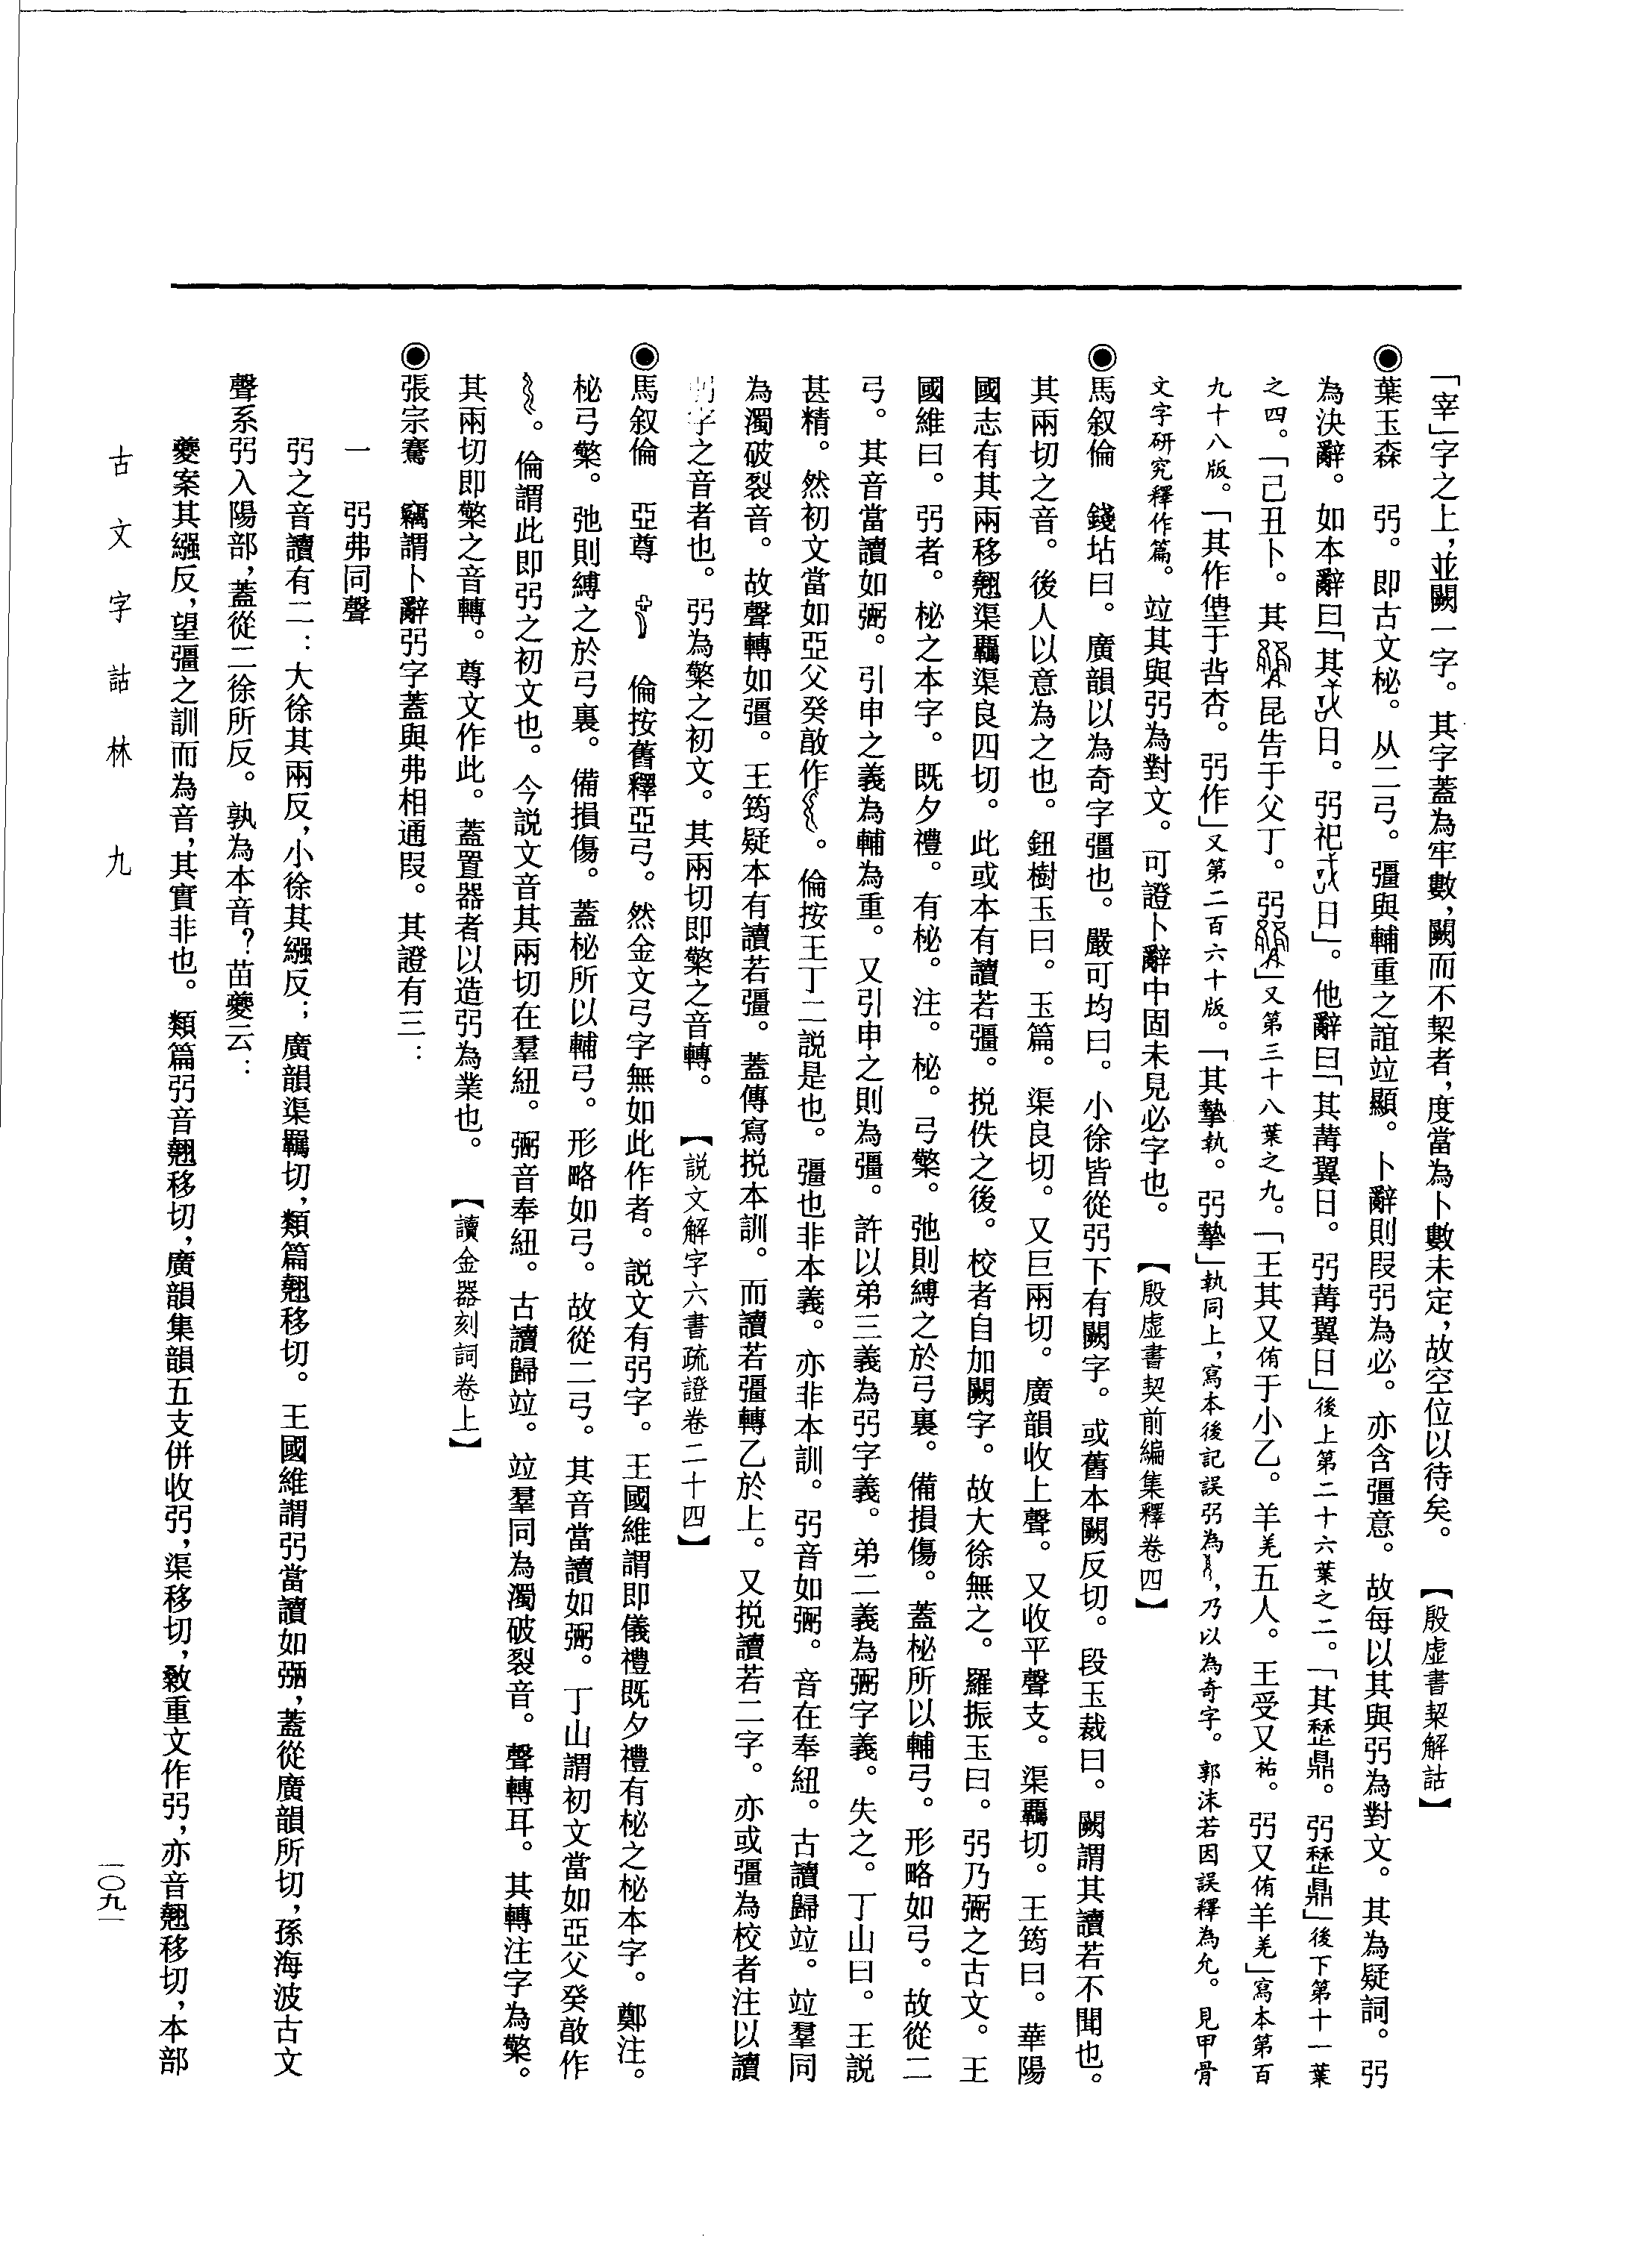 「宰」字之上，並闕一字。其字蓋為牢數，闕而不契者，度當為卜數未定，故空位以待矣。【殷虛書契解詁】
◉葉玉森　弜。即古文柲。从二弓。彊與輔重之誼竝顯。卜辭則叚弜為必。亦含彊意。故每以其與弜為對文。其為疑詞。弜
為決辭。如本辭曰「其日。弜祀日」。他辭曰「其冓翼日。弜冓翼日」後上第二十六葉之二。「其鼎。弜鼎」後下第十一葉
之四。「己丑卜。其昆告于父丁。弜」又第三十八葉之九。「王其又侑于小乙。羊羌五人。王受又祐。弜又侑羊羌」寫本第百
九十八版。「其作于杏。弜作」又第二百六十版。「其摯執。弜摯」執同上，寫本後記誤弜為，乃以為奇字。郭沫若因誤釋為允。見甲骨
文字研究釋作篇。竝其與弜為對文。可證卜辭中固未見必字也。【殷虛書契前編集釋卷四】
◉馬叙倫　錢坫曰。廣韻以為奇字彊也。嚴可均曰。小徐皆從弜下有闕字。或舊本闕反切。段玉裁曰。闕謂其讀若不聞也。
其兩切之音。後人以意為之也。鈕樹玉曰。玉篇。渠良切。又巨兩切。廣韻收上聲。又收平聲支。渠羈切。王筠曰。華陽
國志有其兩移翹渠羈渠良四切。此或本有讀若彊。挩佚之後。校者自加闕字。故大徐無之。羅振玉曰。弜乃弼之古文。王
國維曰。弜者。柲之本字。既夕禮。有柲。注。柲。弓檠。弛則縛之於弓裏。備損傷。蓋柲所以輔弓。形略如弓。故從二
弓。其音當讀如弼。引申之義為輔為重。又引申之則為彊。許以弟三義為弜字義。弟二義為弼字義。失之。丁山曰。王説
甚精。然初文當如亞父癸敢作。倫按王丁二説是也。彊也非本義。亦非本訓。弜音如弼。音在奉紐。古讀歸竝。竝羣同
為濁破裂音。故聲轉如彊。王筠疑本有讀若彊。蓋傳寫挩本訓。而讀若彊轉乙於上。又挩讀若二字。亦或彊為校者注以讀
弜字之音者也。弜為檠之初文。其兩切即檠之音轉。【説文解字六書疏證卷二十四】
◉馬叙倫　亞尊　倫按舊釋亞弓。然金文弓字無如此作者。説文有弜字。王國維謂即儀禮既夕禮有柲之柲本字。鄭注。
柲弓檠。弛則縛之於弓裏。備損傷。蓋柲所以輔弓。形略如弓。故從二弓。其音當讀如弼。丁山謂初文當如亞父癸敢作
。倫謂此即弜之初文也。今説文音其兩切在羣紐。弼音奉紐。古讀歸竝。竝羣同為濁破裂音。聲轉耳。其轉注字為檠。
其兩切即檠之音轉。尊文作此。蓋置器者以造弜為業也。【讀金器刻詞卷上】
◉張宗騫　竊謂卜辭弜字蓋與弗相通叚。其證有三：
一　弜弗同聲
弜之音讀有二：大徐其兩反，小徐其繈反；廣韻渠羈切，類篇翹移切。王國維謂弜當讀如弼，蓋從廣韻所切，孫海波古文
聲系弜入陽部，蓋從二徐所反。孰為本音？苗夔云：
夔案其繈反，望彊之訓而為音，其實非也。類篇弜音翹移切，廣韻集韻五支併收弜，渠移切，敹重文作弜，亦音翹移切，本部
古文字詁林　九
一〇九一